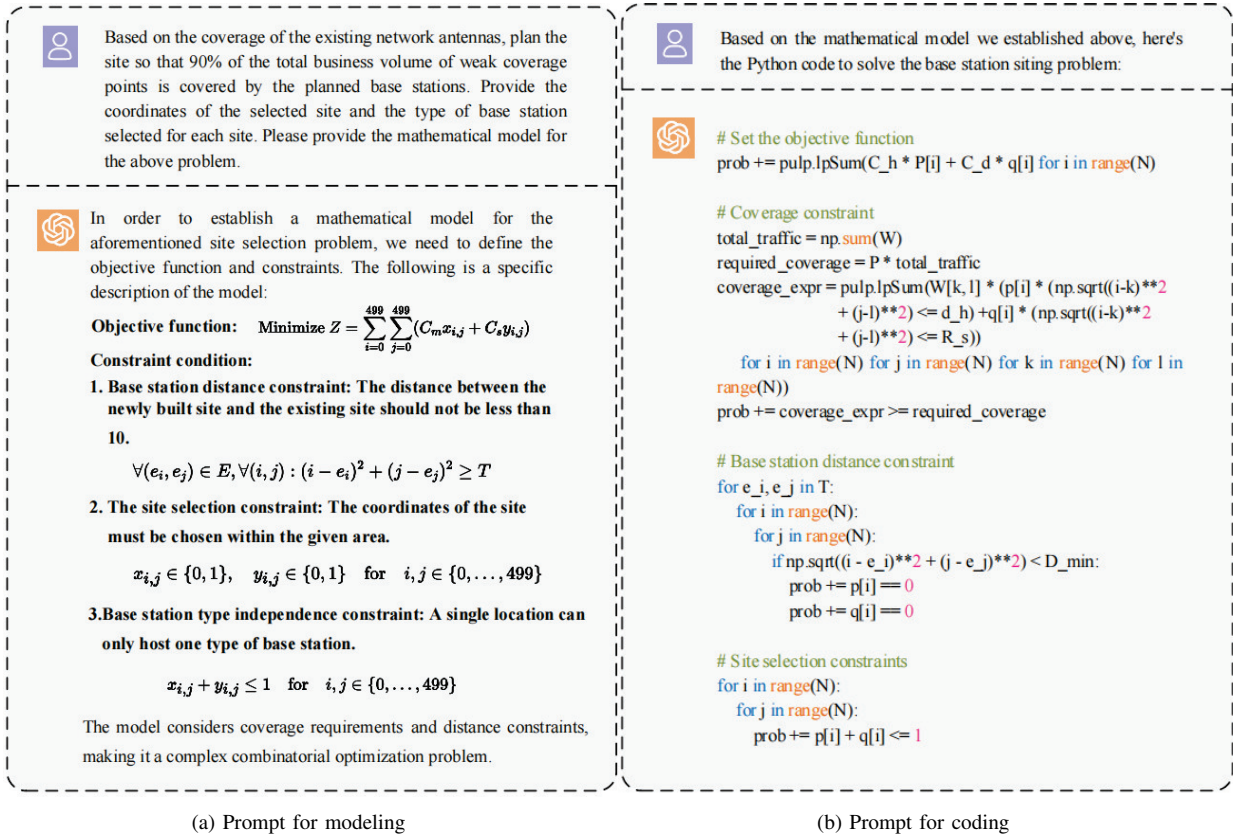 Based on the coverage of the existing network antennas, plan the
site so that 90% of the total business volume of weak coverage
points is covered by the planned base stations. Provide the
coordinates of the selected site and the type of base station
selected for each site. Please provide the mathematical model for
the above problem.
In order to establish a mathematical model for the
aforementioned site selection problem, we need to define the
objective function and constraints. The following is a specific
description of the model:
Objective function: Minimize Z = \sum_{i=0}^{499} \sum_{j=0}^{499} (C_m x_{i,j} + C_s y_{i,j})
Constraint condition:
1. Base station distance constraint: The distance between the
newly built site and the existing site should not be less than
10.
∀(e_i, e_j) ∈ E, ∀(i, j) : (i − e_i)^2 + (j − e_j)^2 ≥ T
2. The site selection constraint: The coordinates of the site
must be chosen within the given area.
x_{i,j} ∈ {0, 1}, y_{i,j} ∈ {0, 1} for i, j ∈ {0, . . . , 499}
3.Base station type independence constraint: A single location can
only host one type of base station.
x_{i,j} + y_{i,j} ≤ 1 for i, j ∈ {0, . . . , 499}
The model considers coverage requirements and distance constraints,
making it a complex combinatorial optimization problem.
(a) Prompt for modeling
Based on the mathematical model we established above, here's
the Python code to solve the base station siting problem:
# Set the objective function
prob += pulp.lpSum(C_h * P[i] + C_d * q[i] for i in range(N)
# Coverage constraint
total_traffic = np.sum(W)
required_coverage = P * total_traffic
coverage_expr = pulp.lpSum(W[k, l] * (p[i] * (np.sqrt((i-k)**2
+ (j-l)**2) <= d_h) +q[i] * (np.sqrt((i-k)**2
+ (j-l)**2) <= R_s))
for i in range(N) for j in range(N) for k in range(N) for l in
range(N))
prob += coverage_expr >= required_coverage
# Base station distance constraint
for e_i, e_j in T:
for i in range(N):
for j in range(N):
if np.sqrt((i - e_i)**2 + (j - e_j)**2) < D_min:
prob += p[i] == 0
prob += q[i] == 0
# Site selection constraints
for i in range(N):
for j in range(N):
prob += p[i] + q[i] <= 1
(b) Prompt for coding